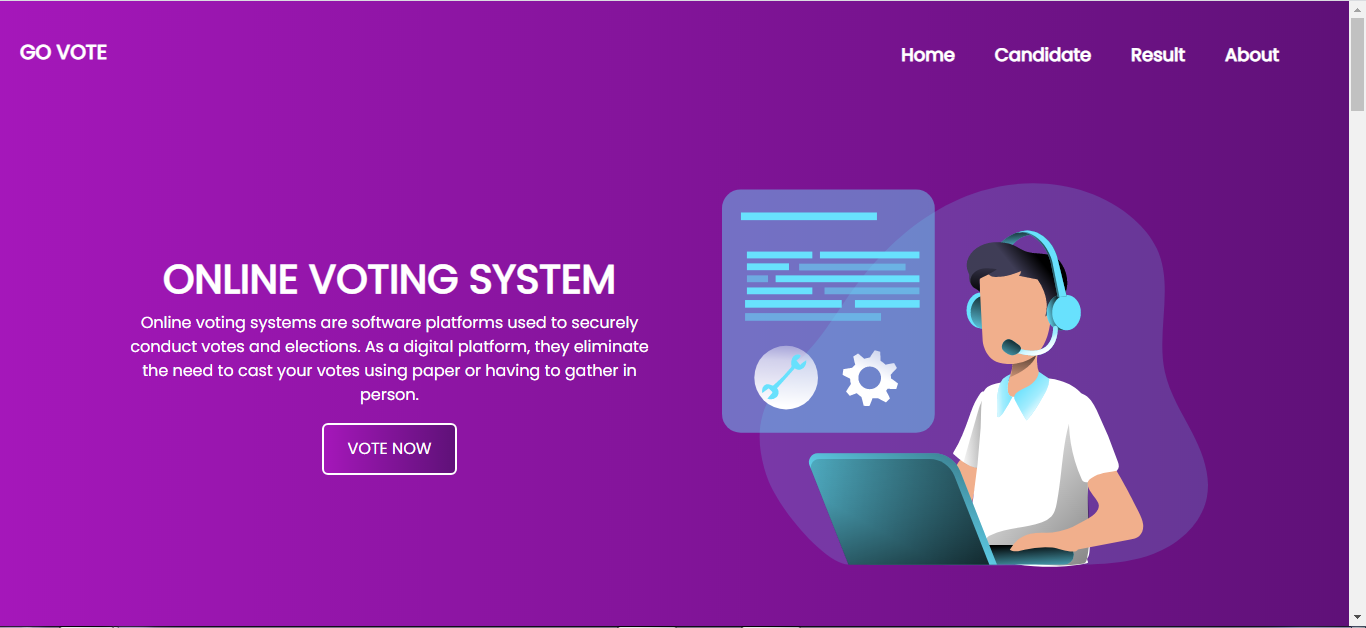 GO VOTE
Home Candidate Result About
ONLINE VOTING SYSTEM
Online voting systems are software platforms used to securely
conduct votes and elections. As a digital platform, they eliminate
the need to cast your votes using paper or having to gather in
person.
VOTE NOW